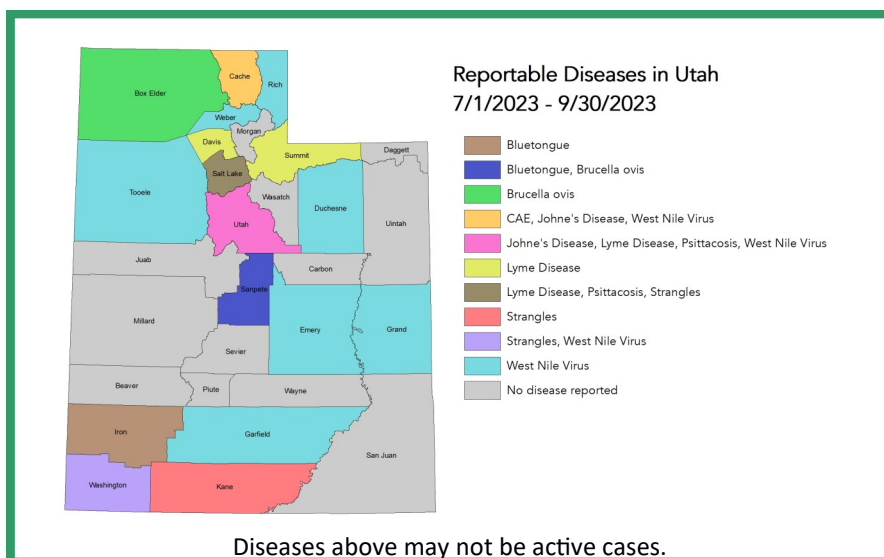 Reportable Diseases in Utah
7/1/2023 - 9/30/2023
Bluetongue
Bluetongue, Brucella ovis
Brucella ovis
CAE, Johne's Disease, West Nile Virus
Johne's Disease, Lyme Disease, Psittacosis, West Nile Virus
Lyme Disease
Lyme Disease, Psittacosis, Strangles
Strangles
Strangles, West Nile Virus
West Nile Virus
No disease reported
Cache
Rich
Box Elder
Weber
Morgan
Davis
Summit
Daggett
Salt Lake
Tooele
Wasatch
Duchesne
Uintah
Utah
Juab
Carbon
Sanpete
Millard
Emery
Grand
Sevier
Beaver
Piute
Wayne
Iron
Garfield
San Juan
Washington
Kane
Diseases above may not be active cases.